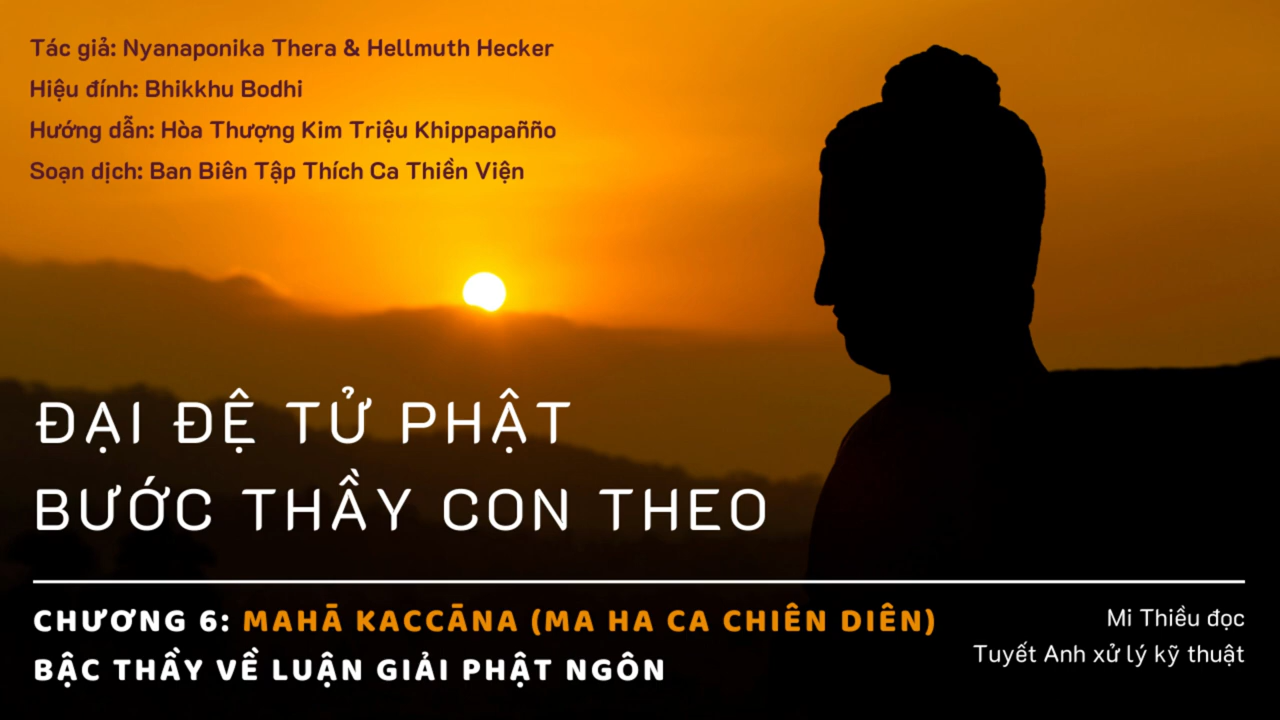 Tác giả: Nyanaponika Thera & Hellmuth Hecker
Hiệu đính: Bhikkhu Bodhi
Hướng dẫn: Hòa Thượng Kim Triệu Khippapañño
Soạn dịch: Ban Biên Tập Thích Ca Thiền Viện
ĐẠI ĐỆ TỬ PHẬT
BƯỚC THẦY CON THEO
CHƯƠNG 6: MAHĀ KACCĀNA (MA HA CA CHIÊN DIÊN)
BẬC THẦY VỀ LUẬN GIẢI PHẬT NGÔN
Mi Thiều đọc
Tuyết Anh xử lý kỹ thuật